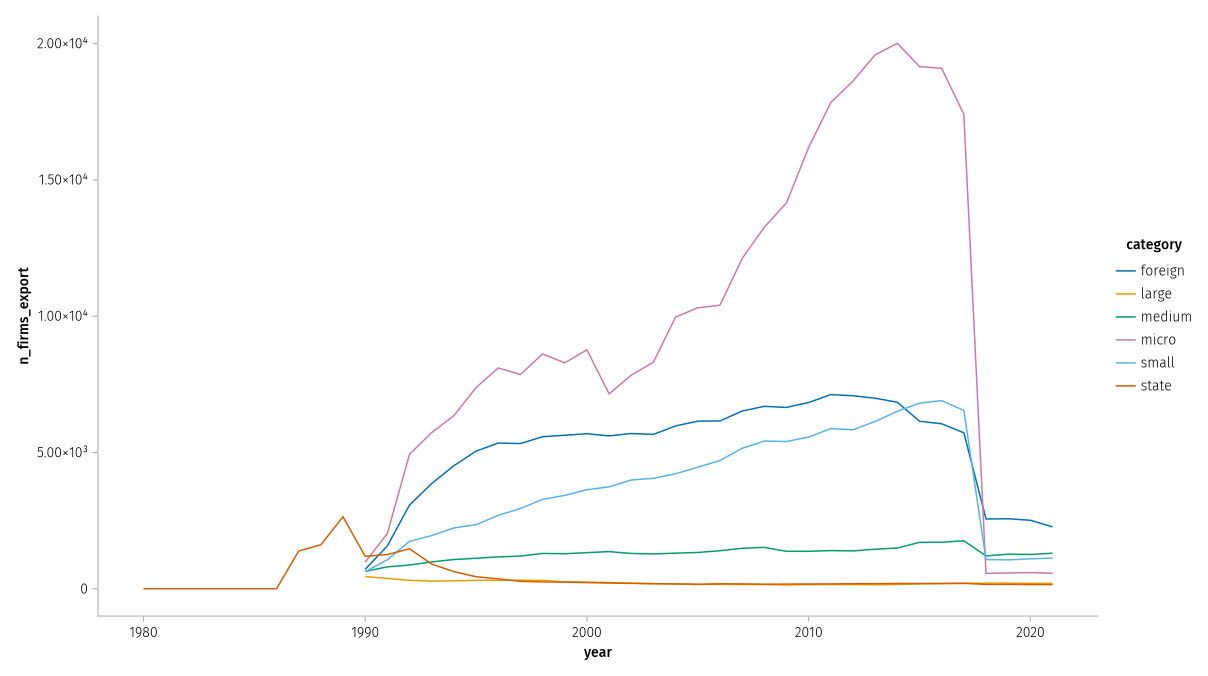 2.00×10⁴
1.50×10⁴
1.00×10⁴
5.00×10³
0
n_firms_export
1980
1990
2000
2010
2020
year
category
foreign
large
medium
micro
small
state